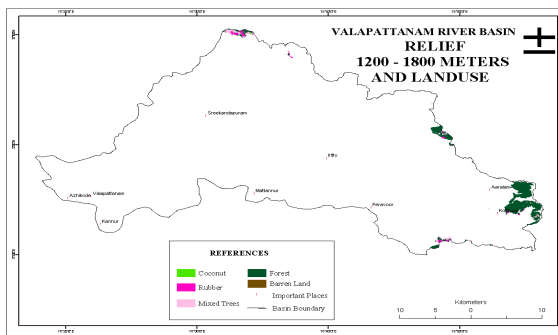 VALAPATTANAM RIVER BASIN
RELIEF
1200 - 1800 METERS
AND LANDUSE
Sreekandapuram
Iritty
Aaralam
Azhikode
Valapattanam
Mattannur
Peravoor
Kannur
REFERENCES
Coconut
Forest
Rubber
Barren Land
Mixed Trees
Important Places
Basin Boundary
Kilometers
10 5 0 10